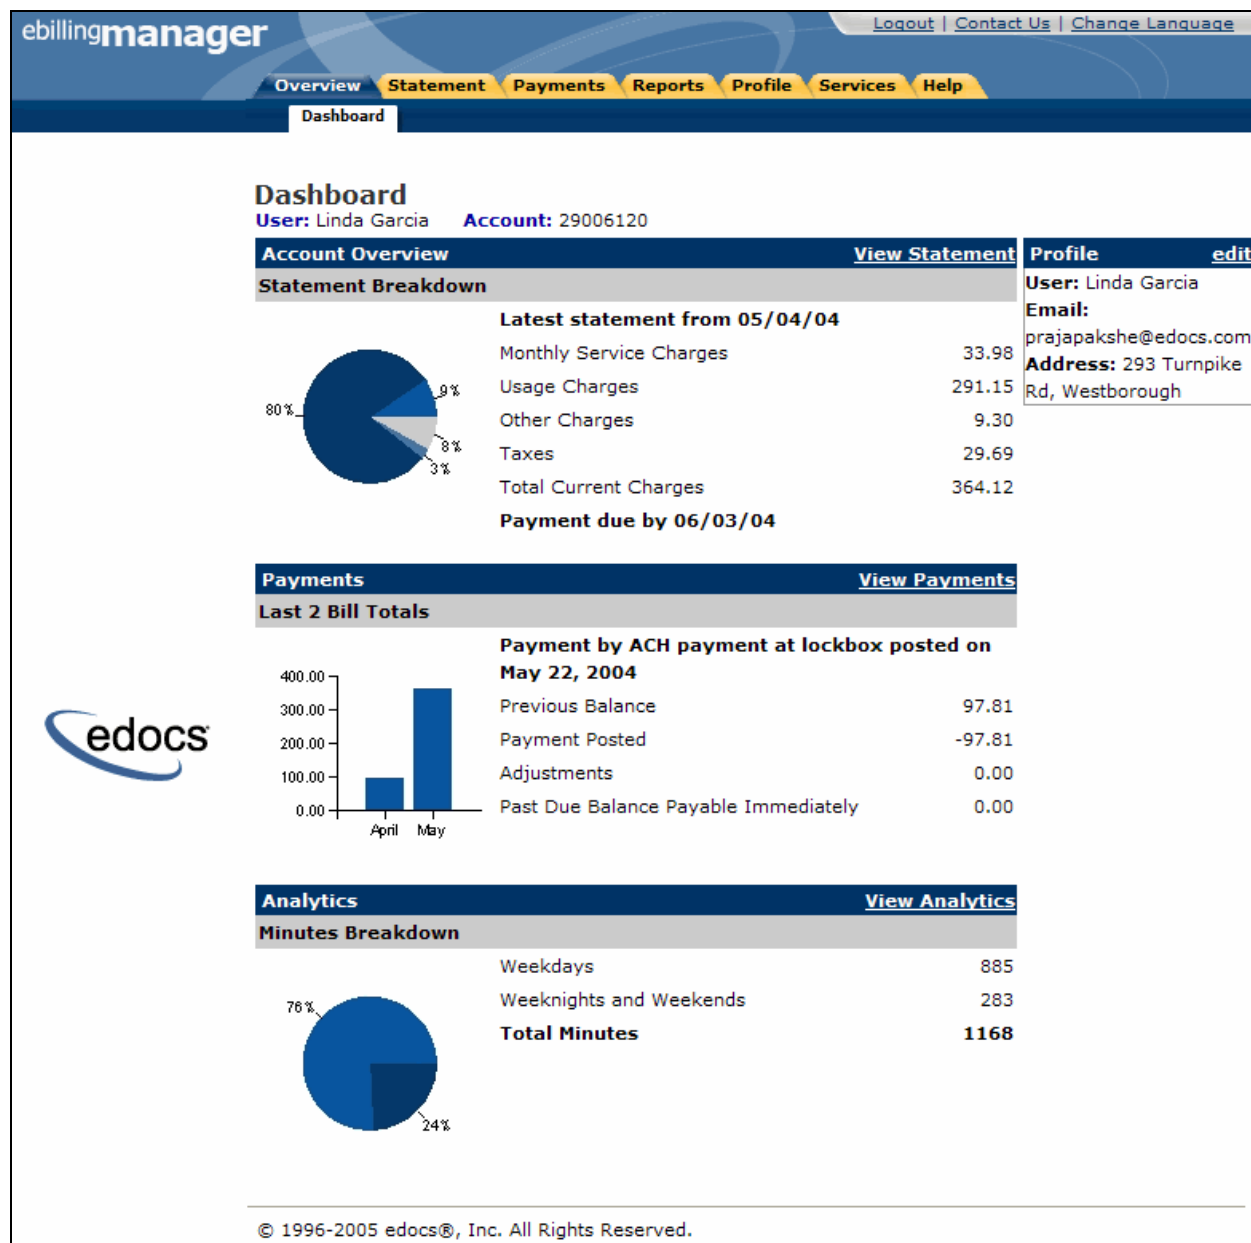 ebillingmanager
Logout | Contact Us | Change Language
Overview Statement Payments Reports Profile Services Help
Dashboard
Dashboard
User: Linda Garcia Account: 29006120
Account Overview View Statement
Statement Breakdown
80% 9% 8% 3%
Latest statement from 05/04/04
Monthly Service Charges 33.98
Usage Charges 291.15
Other Charges 9.30
Taxes 29.69
Total Current Charges 364.12
Payment due by 06/03/04
Profile edit
User: Linda Garcia
Email:
prajapakshe@edocs.com
Address: 293 Turnpike
Rd, Westborough
Payments View Payments
Last 2 Bill Totals
400.00
300.00
200.00
100.00
0.00
April May
Payment by ACH payment at lockbox posted on
May 22, 2004
Previous Balance 97.81
Payment Posted -97.81
Adjustments 0.00
Past Due Balance Payable Immediately 0.00
edocs
Analytics View Analytics
Minutes Breakdown
76%
24%
Weekdays 885
Weeknights and Weekends 283
Total Minutes 1168
© 1996-2005 edocs®, Inc. All Rights Reserved.